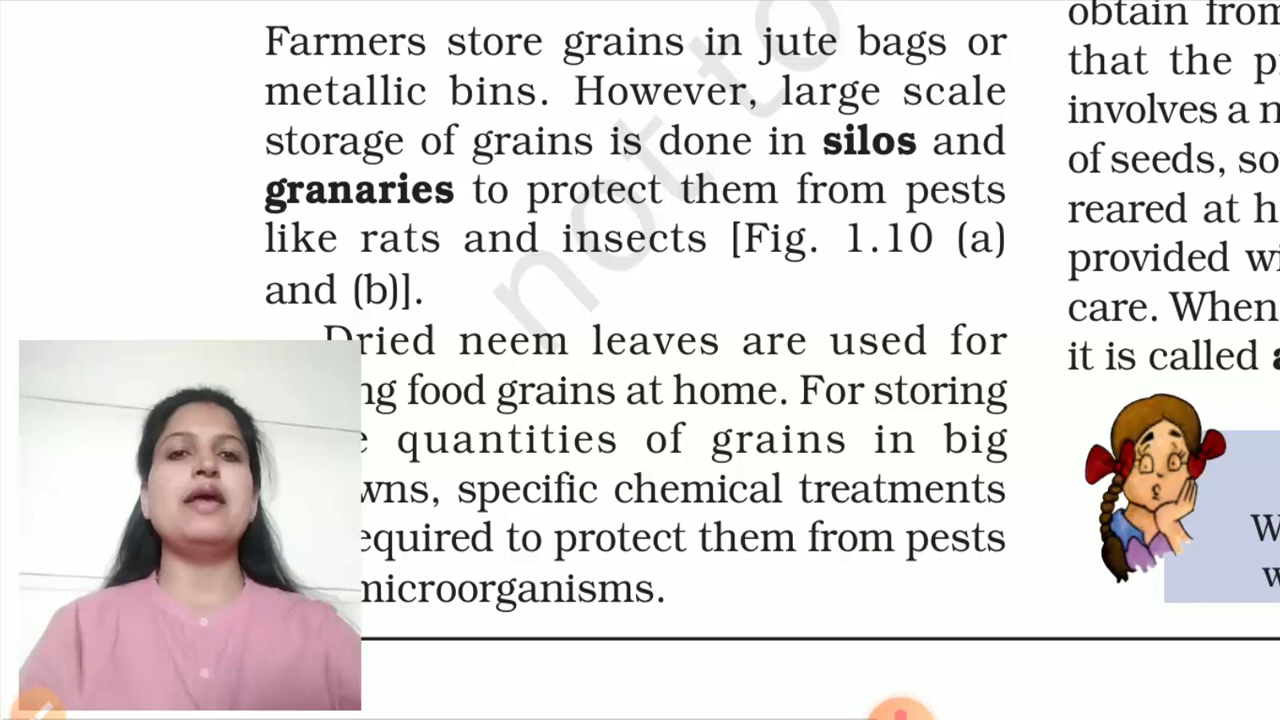 Farmers store grains in jute bags or
metallic bins. However, large scale
storage of grains is done in silos and
granaries to protect them from pests
like rats and insects [Fig. 1.10 (a)
and (b)].
Dried neem leaves are used for
food grains at home. For storing
quantities of grains in big
specific chemical treatments
to protect them from pests
microorganisms.
obtain from
that the
involves a
of seeds,
reared at
provided
care. When
it is called
not to